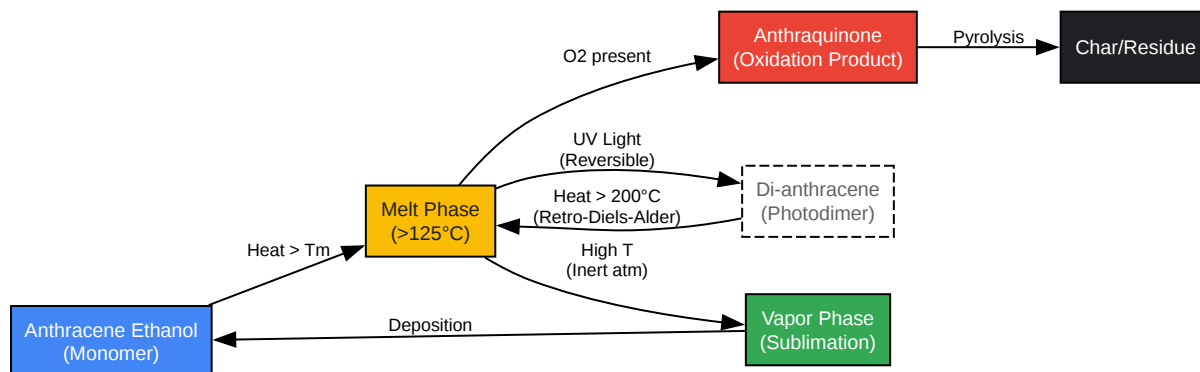 Anthraquinone
(Oxidation Product)
Pyrolysis
Char/Residue
O2 present
UV Light
(Reversible)
Di-anthracene
(Photodimer)
Heat > 200°C
(Retro-Diels-Alder)
Melt Phase
(>125°C)
Heat > Tm
High T
(Inert atm)
Anthracene Ethanol
(Monomer)
Deposition
Vapor Phase
(Sublimation)